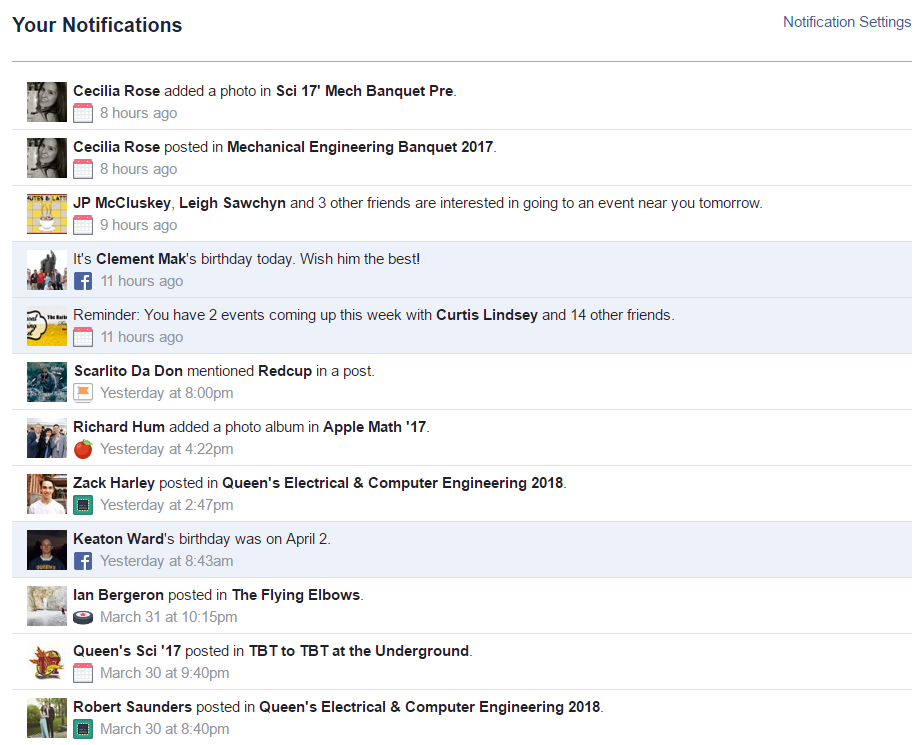 Your Notifications
Notification Settings
Cecilia Rose added a photo in Sci 17' Mech Banquet Pre.
8 hours ago
Cecilia Rose posted in Mechanical Engineering Banquet 2017.
8 hours ago
JP McCluskey, Leigh Sawchyn and 3 other friends are interested in going to an event near you tomorrow.
9 hours ago
It's Clement Mak's birthday today. Wish him the best!
11 hours ago
Reminder: You have 2 events coming up this week with Curtis Lindsey and 14 other friends.
11 hours ago
Scarlito Da Don mentioned Redcup in a post.
Yesterday at 8:00pm
Richard Hum added a photo album in Apple Math '17.
Yesterday at 4:22pm
Zack Harley posted in Queen's Electrical & Computer Engineering 2018.
Yesterday at 2:47pm
Keaton Ward's birthday was on April 2.
Yesterday at 8:43am
Ian Bergeron posted in The Flying Elbows.
March 31 at 10:15pm
Queen's Sci '17 posted in TBT to TBT at the Underground.
March 30 at 9:40pm
Robert Saunders posted in Queen's Electrical & Computer Engineering 2018.
March 30 at 8:40pm